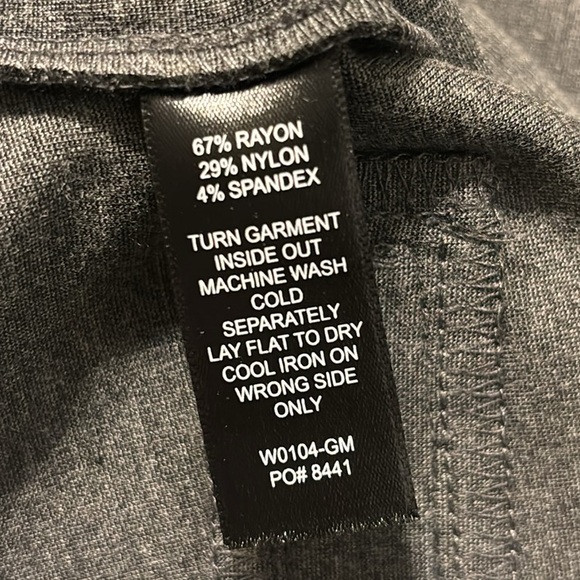 67% RAYON
29% NYLON
4% SPANDEX
TURN GARMENT
INSIDE OUT
MACHINE WASH
COLD
SEPARATELY
LAY FLAT TO DRY
COOL IRON ON
WRONG SIDE
ONLY
W0104-GM
PO# 8441